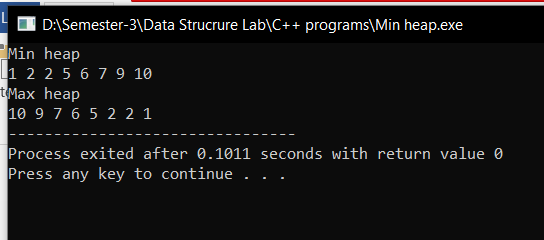 D:\Semester-3\Data Strucrure Lab\C++ programs\Min heap.exe
Min heap
1 2 2 5 6 7 9 10
Max heap
10 9 7 6 5 2 2 1
--------------------------------
Process exited after 0.1011 seconds with return value 0
Press any key to continue . . .